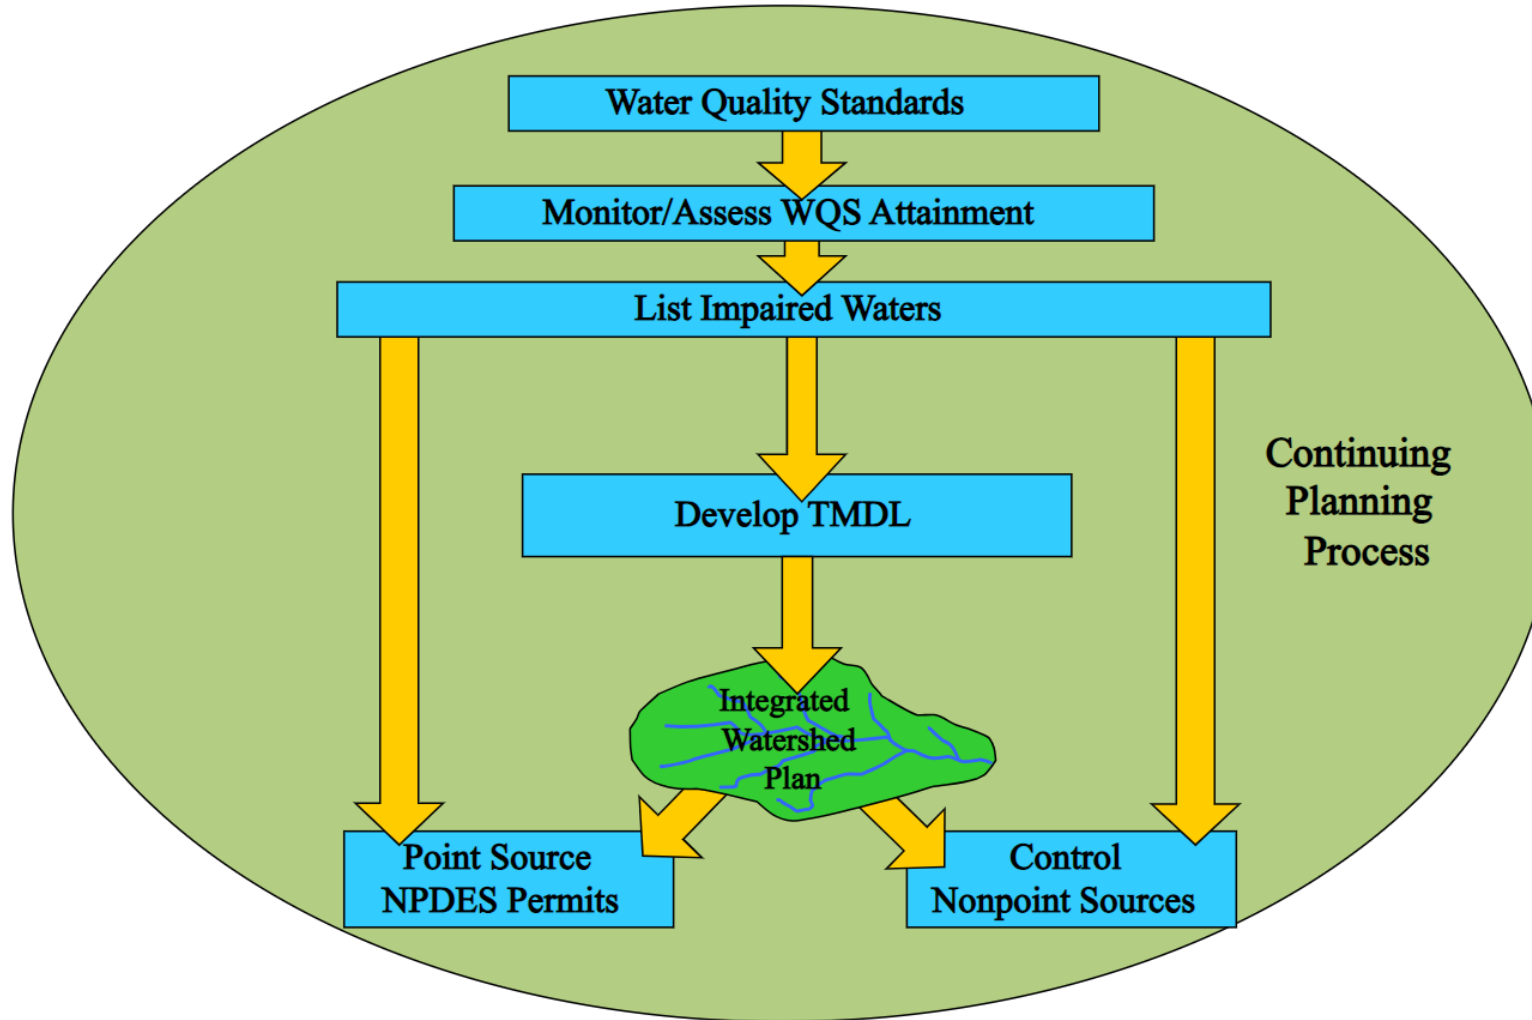 Water Quality Standards
Monitor/Assess WQS Attainment
List Impaired Waters
Continuing
Planning
Process
Develop TMDL
Integrated
Watershed
Plan
Point Source
NPDES Permits
Control
Nonpoint Sources